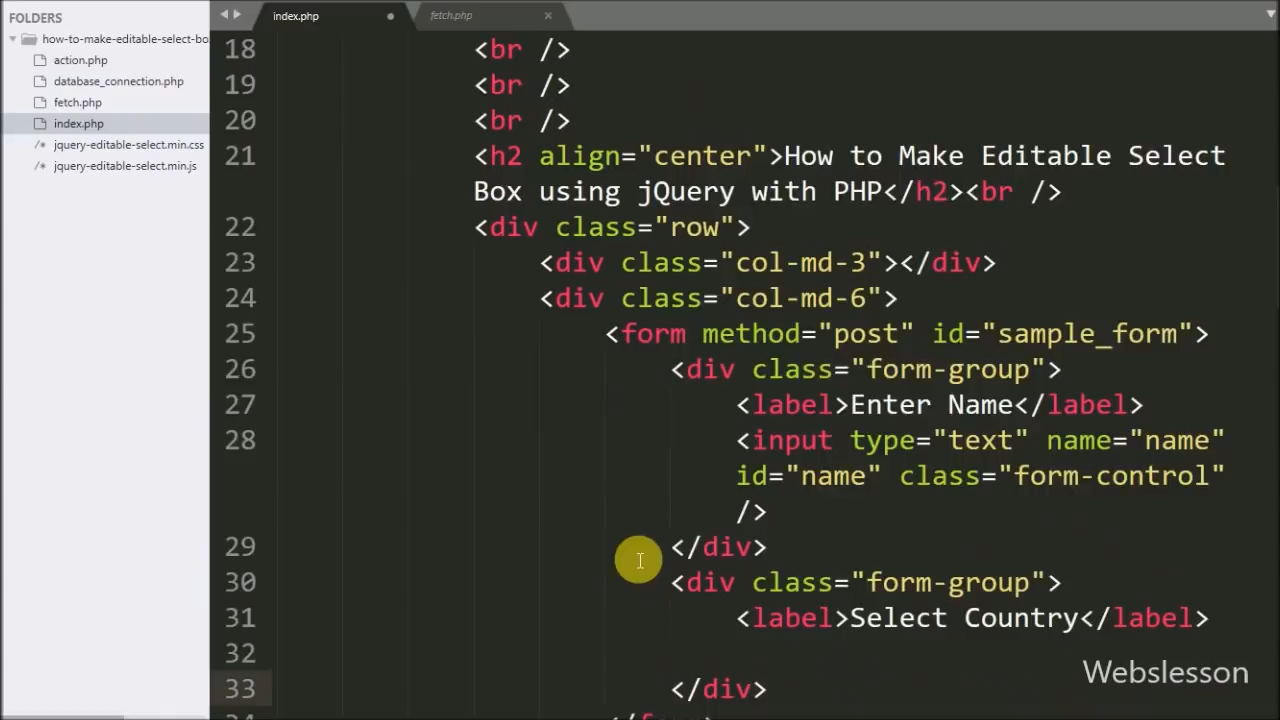 FOLDERS
how-to-make-editable-select-bo
action.php
database_connection.php
fetch.php
index.php
/* jquery-editable-select.min.css
/* jquery-editable-select.min.js
index.php
fetch.php
18 <br />
19 <br />
20 <br />
21 <h2 align="center">How to Make Editable Select
Box using jQuery with PHP</h2><br />
22 <div class="row">
23 <div class="col-md-3"></div>
24 <div class="col-md-6">
25 <form method="post" id="sample_form">
26 <div class="form-group">
27 <label>Enter Name</label>
28 <input type="text" name="name"
id="name" class="form-control"
/>
29 </div>
30 <div class="form-group">
31 <label>Select Country</label>
32
33 </div>
Webslesson